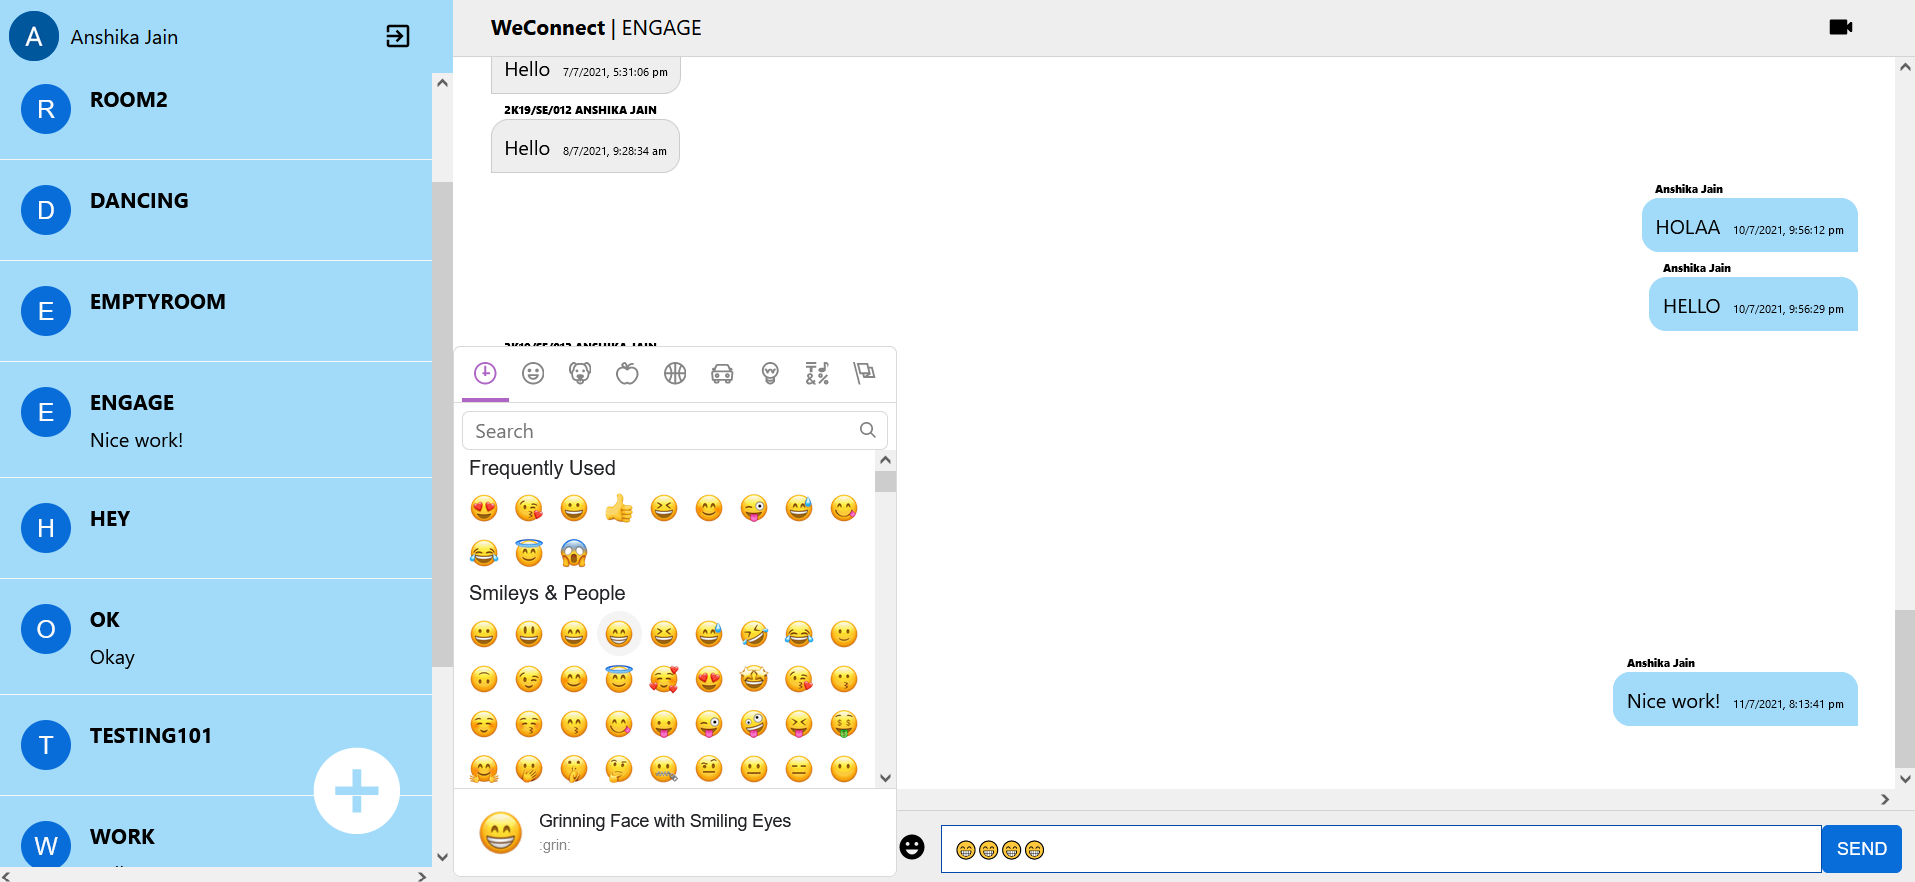 A Anshika Jain
R ROOM2
D DANCING
E EMPTYROOM
E ENGAGE
Nice work!
H HEY
O OK
Okay
T TESTING101
W WORK
WeConnect | ENGAGE
Hello 7/7/2021, 5:31:06 pm
2K19/SE/012 ANSHIKA JAIN
Hello 8/7/2021, 9:28:34 am
Anshika Jain
HOLAA 10/7/2021, 9:56:12 pm
Anshika Jain
HELLO 10/7/2021, 9:56:29 pm
Search
Frequently Used
Smileys & People
Grinning Face with Smiling Eyes
:grin:
Anshika Jain
Nice work! 11/7/2021, 8:13:41 pm
SEND